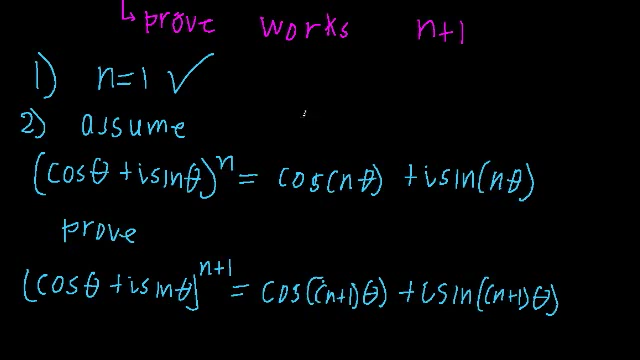 ↳ prove works n+1
1) n=1 ✓
2) assume
(cosθ +isinθ)^n = cos(nθ) +isin(nθ)
prove
(cosθ +isinθ)^n+1 = cos((n+1)θ) +isin((n+1)θ)